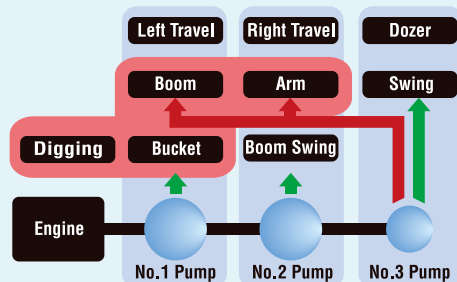 Left Travel
Right Travel
Dozer
Boom
Arm
Swing
Digging
Bucket
Boom Swing
Engine
No.1 Pump
No.2 Pump
No.3 Pump